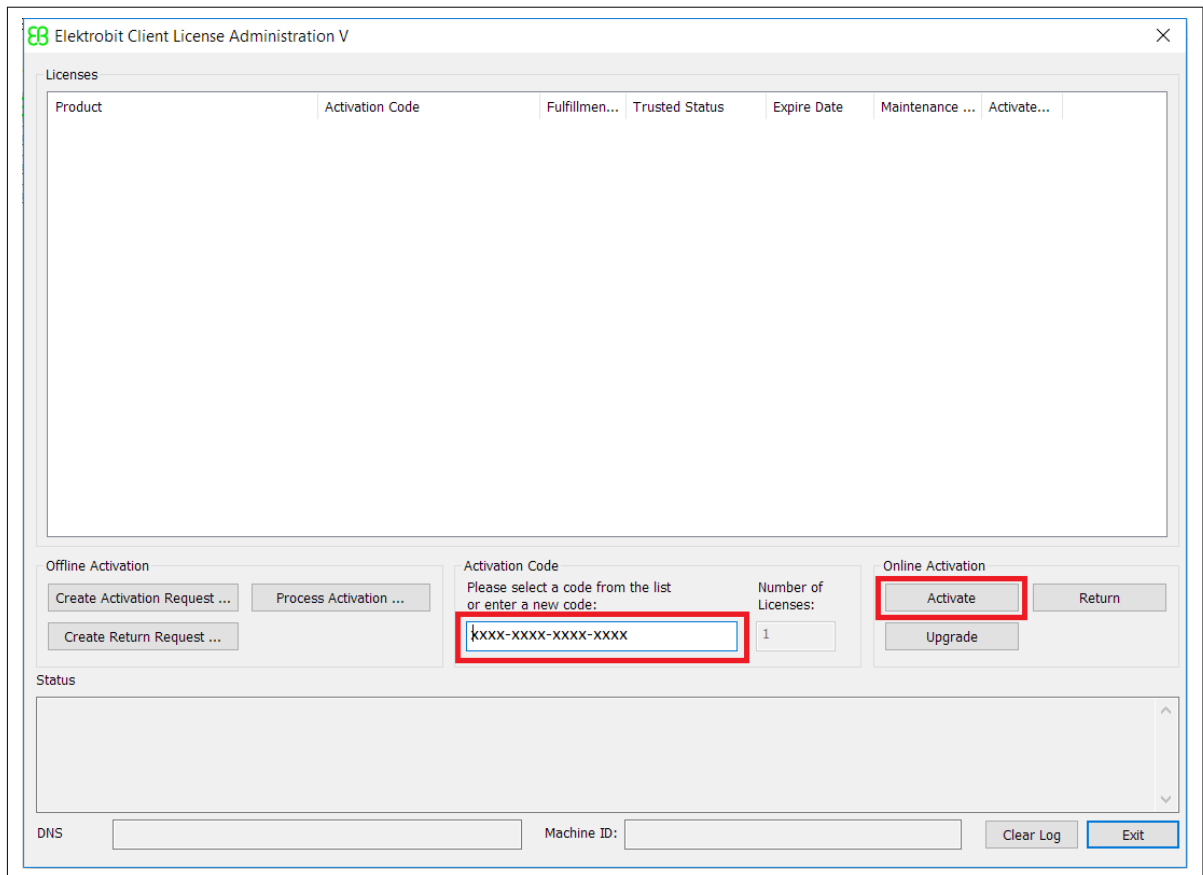 EB Elektrobit Client License Administration V
Licenses
Product Activation Code Fulfillmen... Trusted Status Expire Date Maintenance ... Activate...
Offline Activation
Create Activation Request ... Process Activation ...
Create Return Request ...
Activation Code
Please select a code from the list
or enter a new code:
xxxx-xxxx-xxxx-xxxx
Number of
Licenses:
1
Online Activation
Activate Return
Upgrade
Status
DNS Machine ID: Clear Log Exit